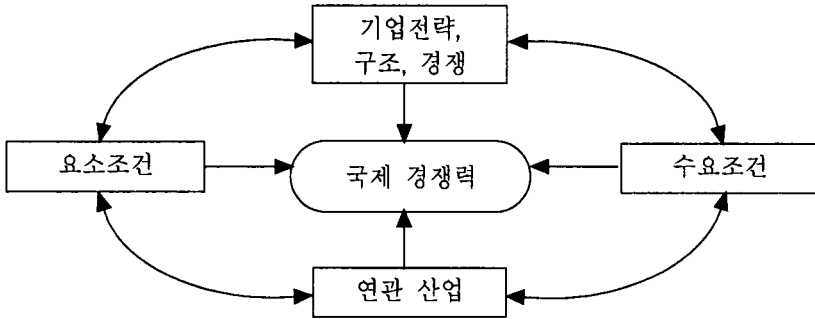 기업전략,
구조, 경쟁
요소조건
국제 경쟁력
수요조건
연관 산업